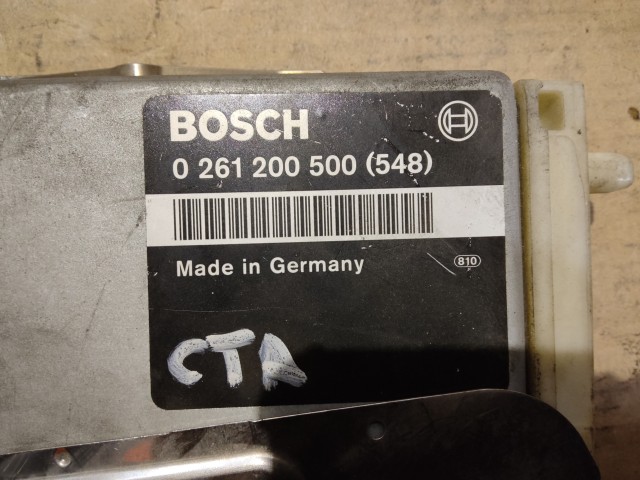 BOSCH
0 261 200 500 (548)
Made in Germany
810
CTA